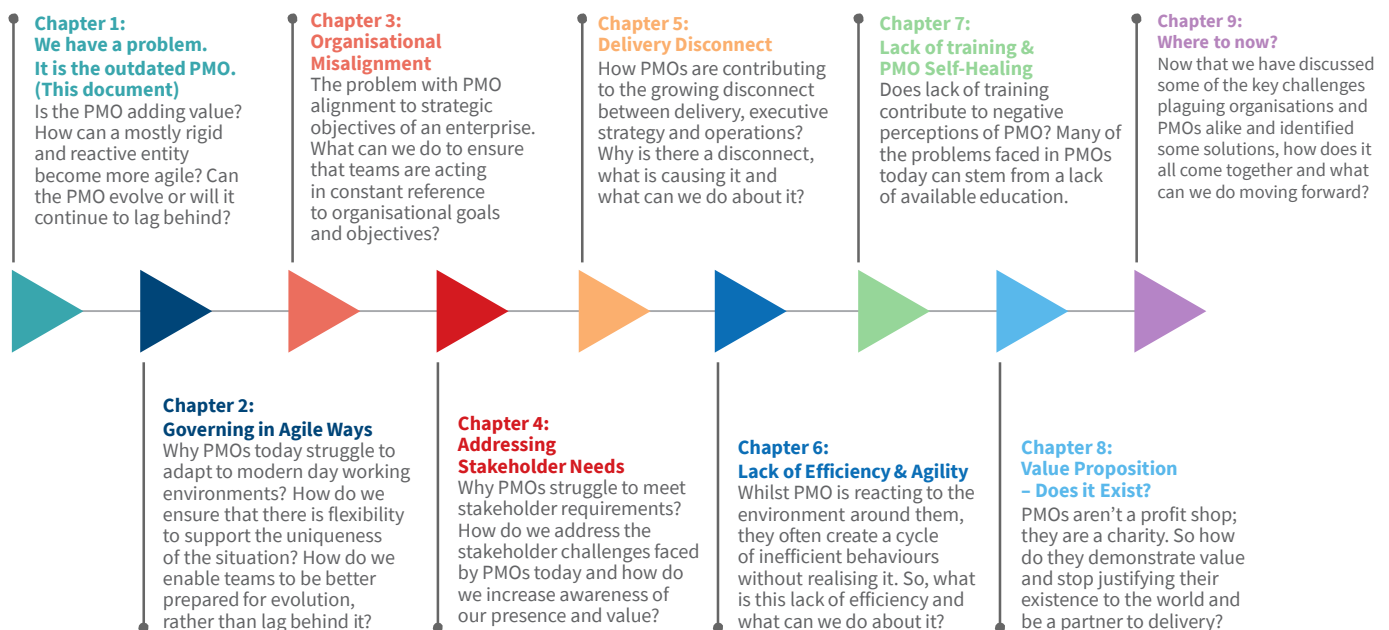 Chapter 1:
We have a problem.
It is the outdated PMO.
(This document)
Is the PMO adding value?
How can a mostly rigid
and reactive entity
become more agile? Can
the PMO evolve or will it
continue to lag behind?
Chapter 3:
Organisational
Misalignment
The problem with PMO
alignment to strategic
objectives of an enterprise.
What can we do to ensure
that teams are acting
in constant reference
to organisational goals
and objectives?
Chapter 5:
Delivery Disconnect
How PMOs are contributing
to the growing disconnect
between delivery, executive
strategy and operations?
Why is there a disconnect,
what is causing it and
what can we do about it?
Chapter 7:
Lack of training &
PMO Self-Healing
Does lack of training
contribute to negative
perceptions of PMO? Many of
the problems faced in PMOs
today can stem from a lack
of available education.
Chapter 9:
Where to now?
Now that we have discussed
some of the key challenges
plaguing organisations and
PMOs alike and identified
some solutions, how does it
all come together and what
can we do moving forward?
Chapter 2:
Governing in Agile Ways
Why PMOs today struggle to
adapt to modern day working
environments? How do we
ensure that there is flexibility
to support the uniqueness
of the situation? How do we
enable teams to be better
prepared for evolution,
rather than lag behind it?
Chapter 4:
Addressing
Stakeholder Needs
Why PMOs struggle to meet
stakeholder requirements?
How do we address the
stakeholder challenges faced
by PMOs today and how do
we increase awareness of
our presence and value?
Chapter 6:
Lack of Efficiency & Agility
Whilst PMO is reacting to the
environment around them,
they often create a cycle
of inefficient behaviours
without realising it. So, what
is this lack of efficiency and
what can we do about it?
Chapter 8:
Value Proposition
– Does it Exist?
PMOs aren't a profit shop;
they are a charity. So how
do they demonstrate value
and stop justifying their
existence to the world and
be a partner to delivery?